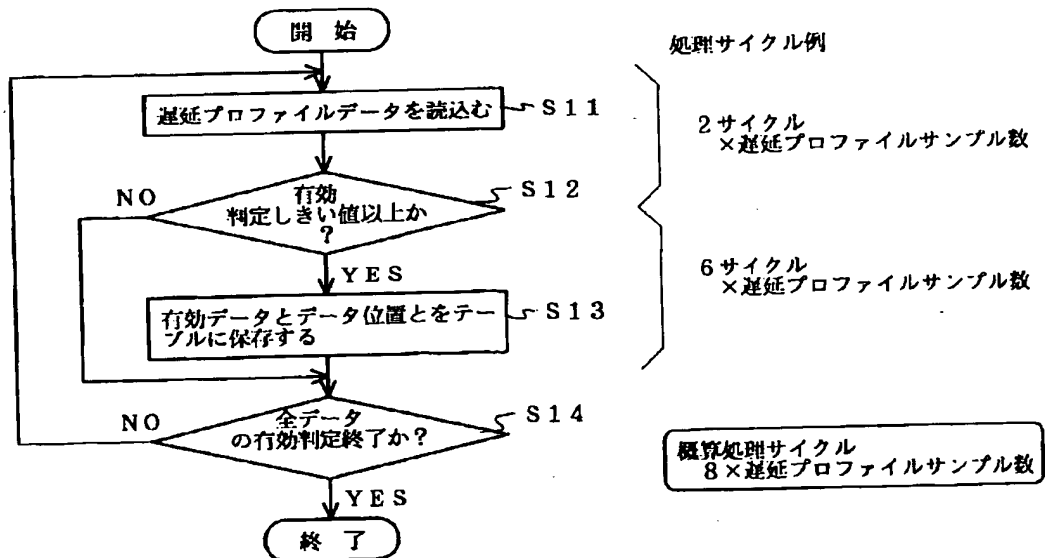 開 始
処理サイクル例
遅延プロファイルデータを読込む
S11
2サイクル
×遅延プロファイルサンプル数
NO
S12
有効
判定しきい値以上か
?
YES
6サイクル
×遅延プロファイルサンプル数
有効データとデータ位置とをテー
ブルに保存する
S13
NO
S14
全データ
の有効判定終了か?
概算処理サイクル
8×遅延プロファイルサンプル数
YES
終 了